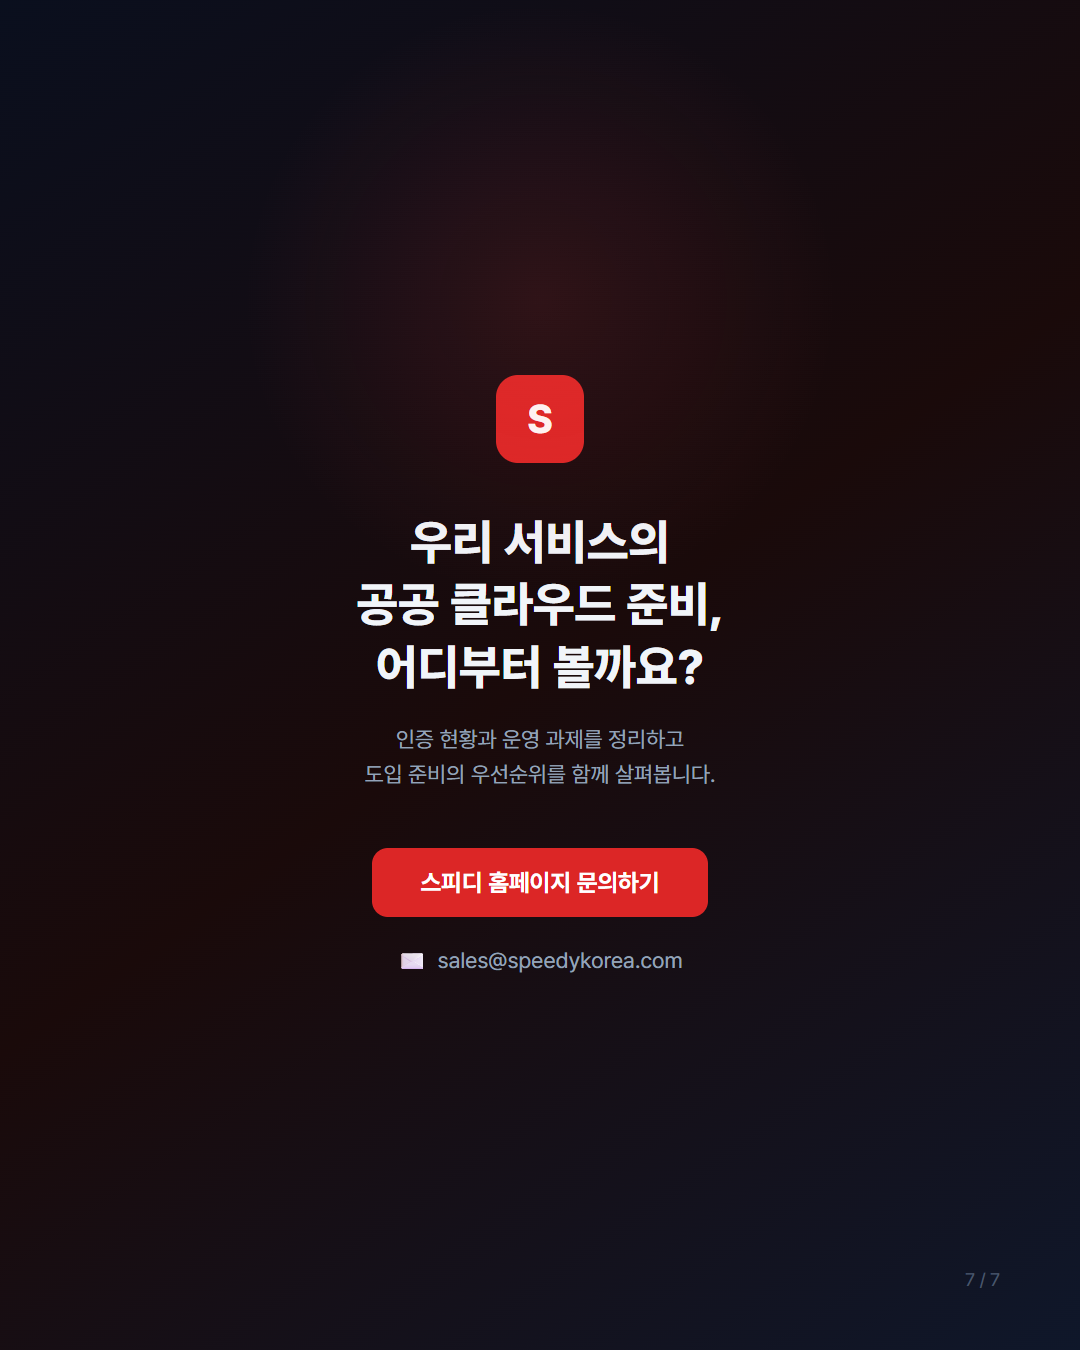 S
우리 서비스의
공공 클라우드 준비,
어디부터 볼까요?
인증 현황과 운영 과제를 정리하고
도입 준비의 우선순위를 함께 살펴봅니다.
스피디 홈페이지 문의하기
sales@speedykorea.com
7 / 7